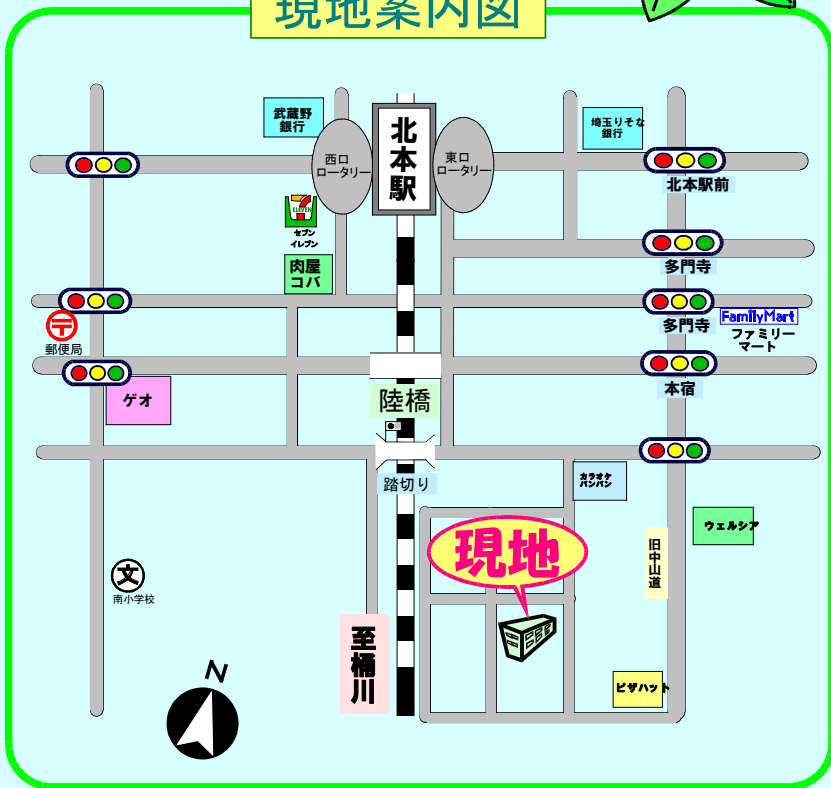 現地案内図
武蔵野
銀行
北本駅
埼玉りそな
銀行
西口
ロータリー
東口
ロータリー
北本駅前
ELEVEN
セブン
イレブン
肉屋
コバ
多門寺
多門寺
FamilyMart
ファミリー
マート
郵便局
ゲオ
本宿
陸橋
踏切り
カラオケ
バンバン
ウェルシア
現地
旧中山道
文
南小学校
至桶川
ピザハット
N